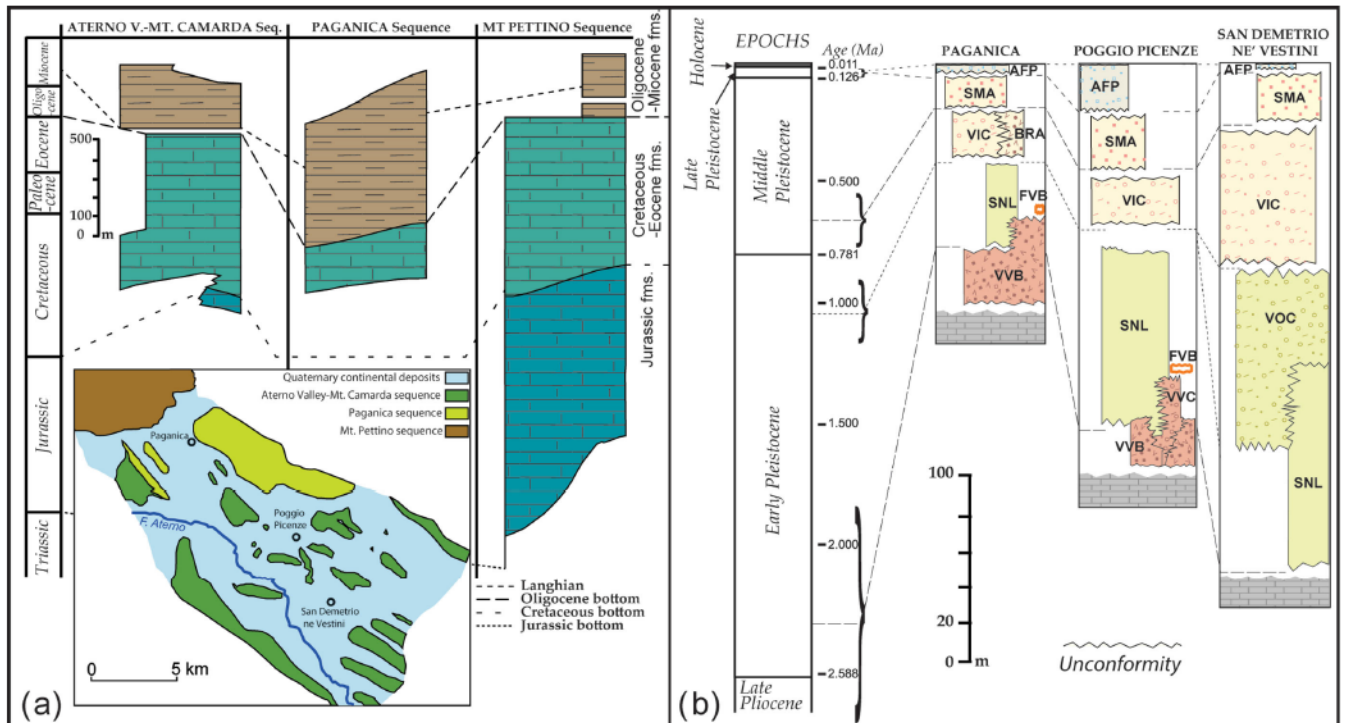 ATERNO V.-MT. CAMARDA Seq.
PAGANICA Sequence
MT PETTINO Sequence
Miocene
Oligo
-cene
Eocene
Paleo
-cene
Cretaceous
Jurassic
Triassic
500
100
0
m
Oligocene
-Miocene fms.
Cretaceous
-Eocene fms.
Jurassic fms.
Quaternary continental deposits
Aterno Valley-Mt. Camarda sequence
Paganica sequence
Mt. Pettino sequence
Paganica
F. Aterno
Poggio
Picenze
San Demetrio
ne Vestini
0 5 km
Langhian
Oligocene bottom
Cretaceous bottom
Jurassic bottom
(a)
Holocene
EPOCHS
Age (Ma)
0.011
0.126
0.500
0.781
1.000
1.500
2.000
2.588
Late
Pleistocene
Middle
Pleistocene
Early Pleistocene
Late
Pliocene
PAGANICA
AFP
SMA
VIC
BRA
SNL
FVB
VVB
POGGIO PICENZE
AFP
SMA
VIC
SNL
FVB
VVC
VVB
SAN DEMETRIO
NE' VESTINI
AFP
SMA
VIC
VOC
SNL
100
20
0
m
Unconformity
(b)